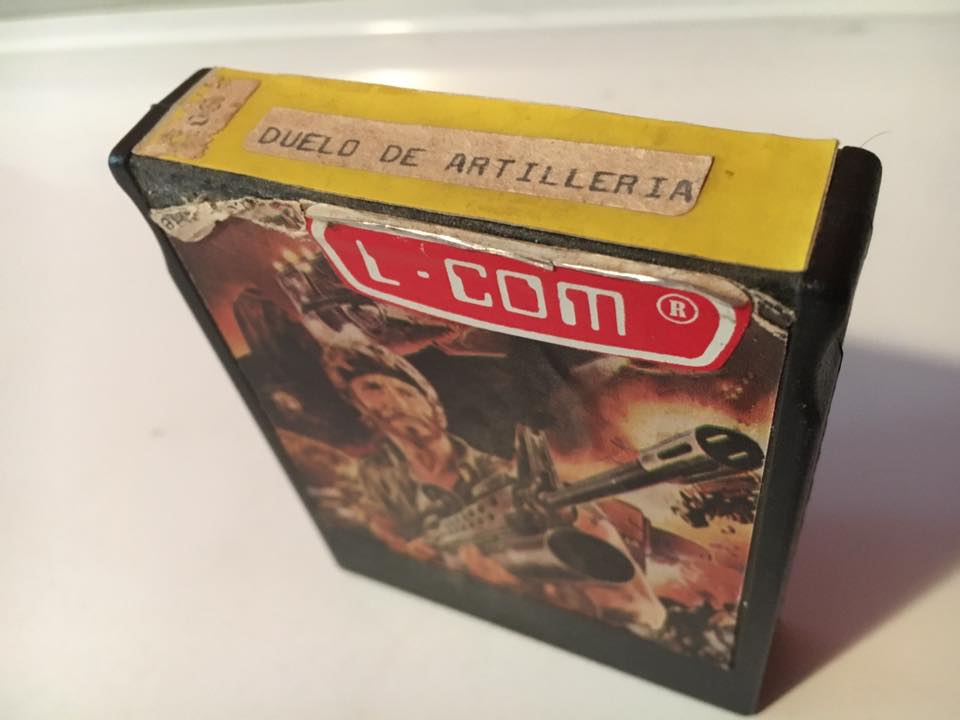 DUELO DE ARTILLERIA
L-COM ®